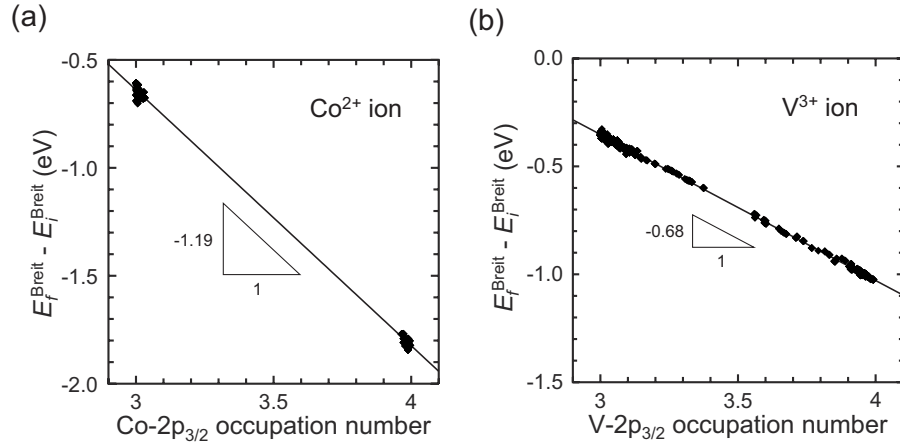 (a)
-0.5
-1.0
-1.5
-2.0
E_f^Breit - E_i^Breit (eV)
Co²⁺ ion
-1.19
1
3
3.5
4
Co-2p₃/₂ occupation number
(b)
0.0
-0.5
-1.0
-1.5
E_f^Breit - E_i^Breit (eV)
V³⁺ ion
-0.68
1
3
3.5
4
V-2p₃/₂ occupation number